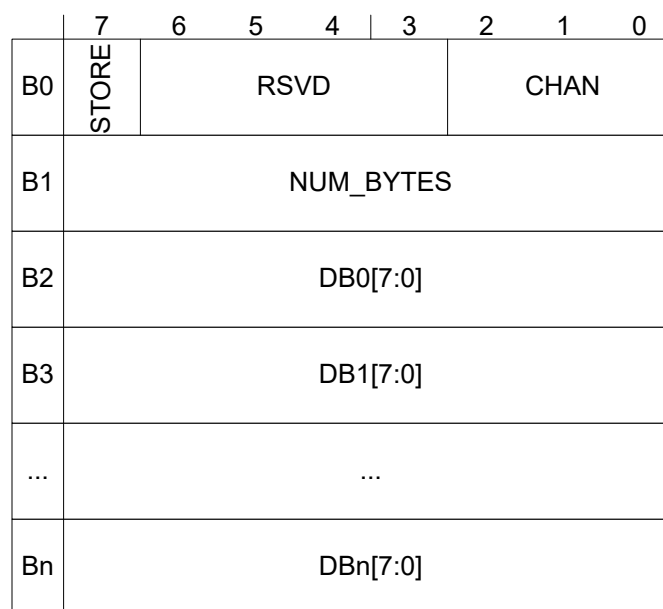 7 6 5 4 3 2 1 0
B0 STORE RSVD CHAN
B1 NUM_BYTES
B2 DB0[7:0]
B3 DB1[7:0]
... ...
Bn DBn[7:0]